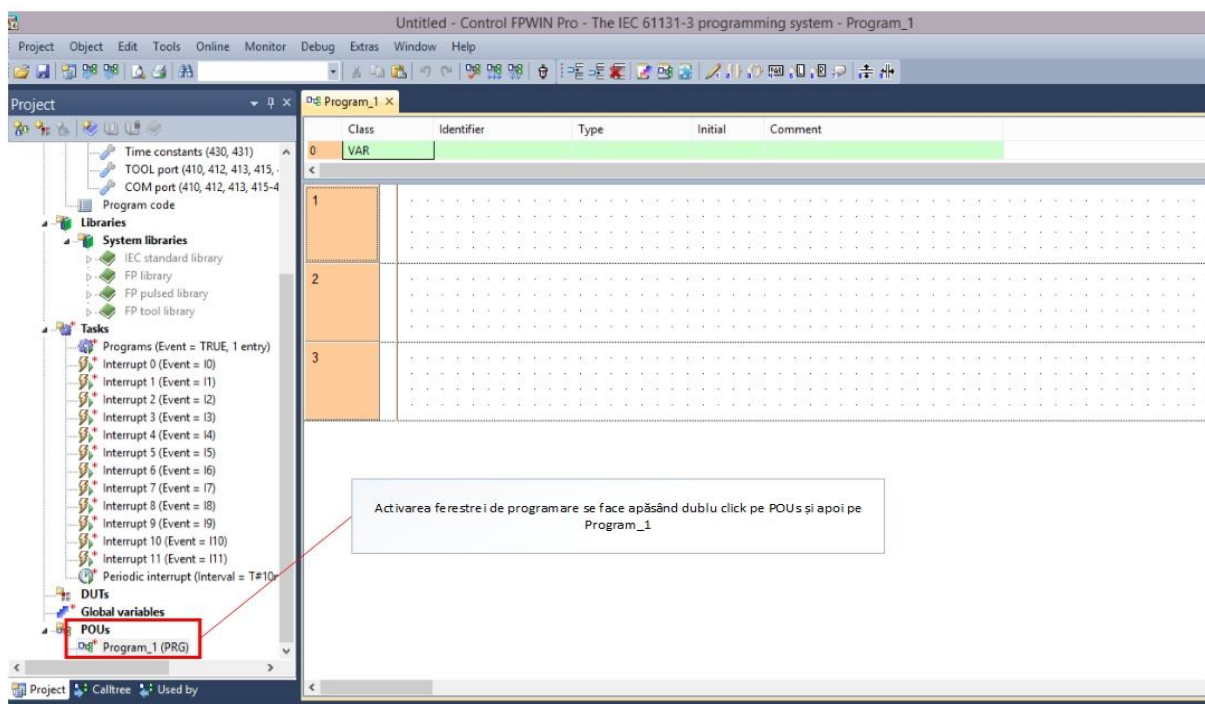 Untitled - Control FPWIN Pro - The IEC 61131-3 programming system - Program_1
Project Object Edit Tools Online Monitor Debug Extras Window Help
Project
Program_1
Class Identifier Type Initial Comment
0 VAR
Time constants (430, 431)
TOOL port (410, 412, 413, 415,
COM port (410, 412, 413, 415-4
Program code
Libraries
System libraries
IEC standard library
FP library
FP pulsed library
FP tool library
Tasks
Programs (Event = TRUE, 1 entry)
Interrupt 0 (Event = I0)
Interrupt 1 (Event = I1)
Interrupt 2 (Event = I2)
Interrupt 3 (Event = I3)
Interrupt 4 (Event = I4)
Interrupt 5 (Event = I5)
Interrupt 6 (Event = I6)
Interrupt 7 (Event = I7)
Interrupt 8 (Event = I8)
Interrupt 9 (Event = I9)
Interrupt 10 (Event = I10)
Interrupt 11 (Event = I11)
Periodic interrupt (Interval = T#10
DUTs
Global variables
POUs
Program_1 (PRG)
Project Calltree Used by
1
2
3
Activarea ferestrei de programare se face apăsând dublu click pe POUs și apoi pe
Program_1